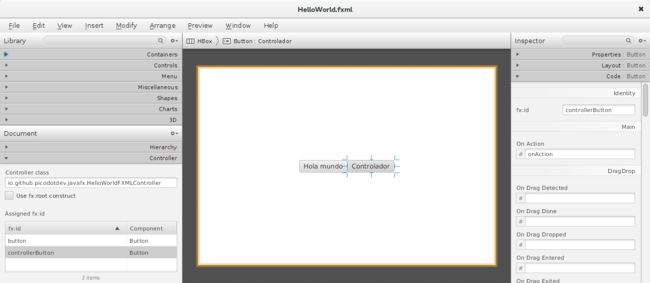 HelloWorld.fxml
File Edit View Insert Modify Arrange Preview Window Help
Library
Containers
Controls
Menu
Miscellaneous
Shapes
Charts
3D
Document
Hierarchy
Controller
Controller class
io.github.picodotdev.javafx.HelloWorldFXMLController
Use fx:root construct
Assigned fx:id
fx:id Component
button Button
controllerButton Button
2 items
HBox Button : Controlador
Hola mundo Controlador
Inspector
Properties : Button
Layout : Button
Code : Button
Identity
fx:id controllerButton
Main
On Action
# onAction
DragDrop
On Drag Detected
#
On Drag Done
#
On Drag Dropped
#
On Drag Entered
#
On Drag Exited